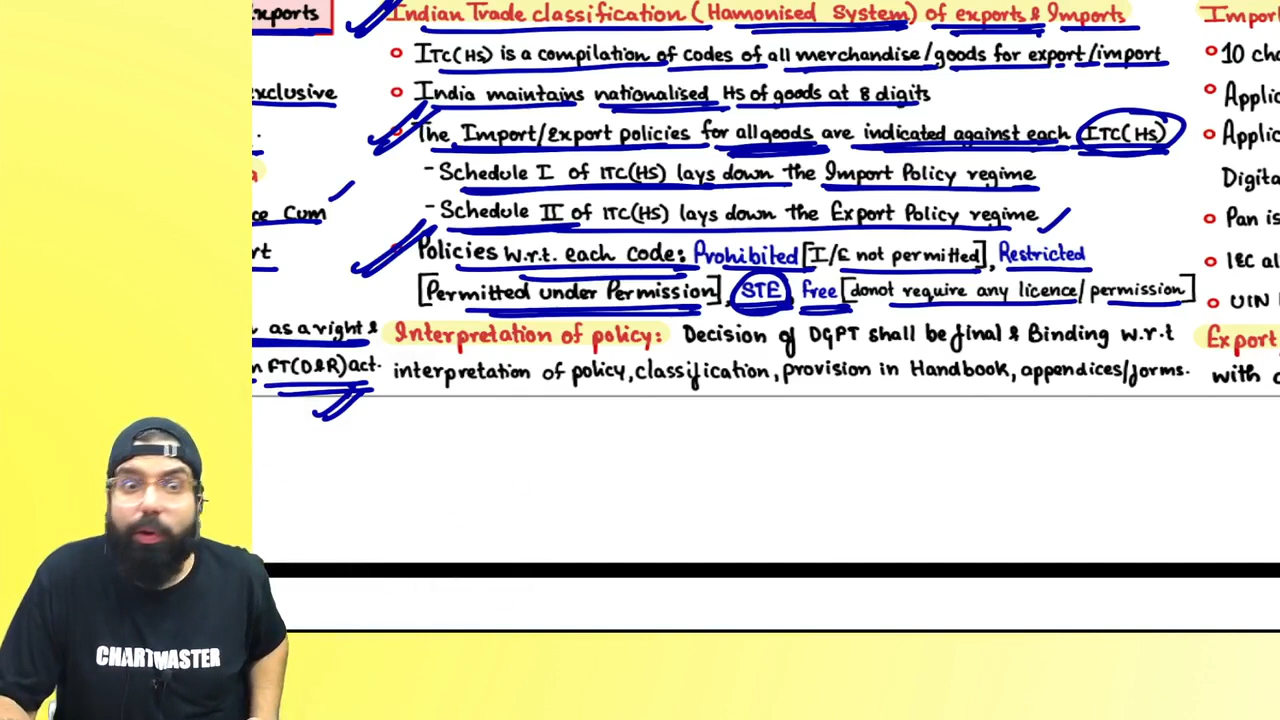 Exports
exclusive
.
a
ce Cum
rt
as a right &
n FT(D&R)act.
Indian Trade classification (Hamonised System) of exports & Imports
ITC(HS) is a compilation of codes of all merchandise/goods for export/import
India maintains nationalised HS of goods at 8 digits
The Import/Export policies for all goods are indicated against each ITC(HS)
- Schedule I of ITC(HS) lays down the Import Policy regime
- Schedule II of ITC(HS) lays down the Export Policy regime
Policies w.r.t. each code: Prohibited [I/E not permitted], Restricted
[Permitted under Permission], STE, free [donot require any licence/permission]
Interpretation of policy: Decision of DGPT shall be final & Binding w.r.t
interpretation of policy, classification, provision in Handbook, appendices/forms.
Impor
10 cha
Applic
Applic
Digita
Pan is
IEC al
UIN
Export
with
CHARTMASTER